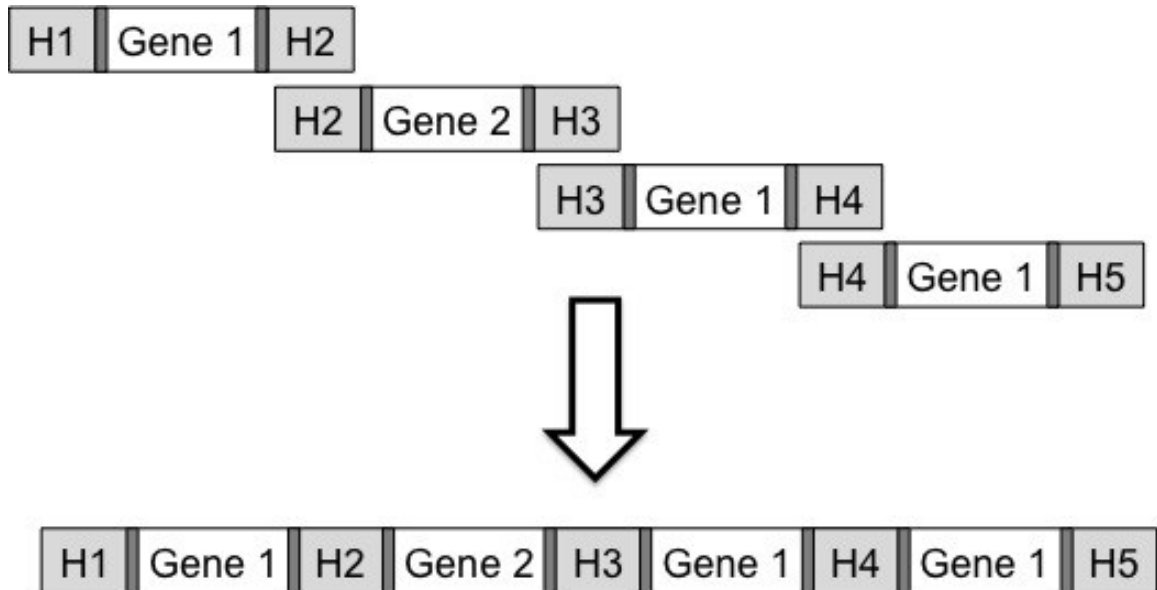 H1 Gene 1 H2
H2 Gene 2 H3
H3 Gene 1 H4
H4 Gene 1 H5
H1 Gene 1 H2 Gene 2 H3 Gene 1 H4 Gene 1 H5